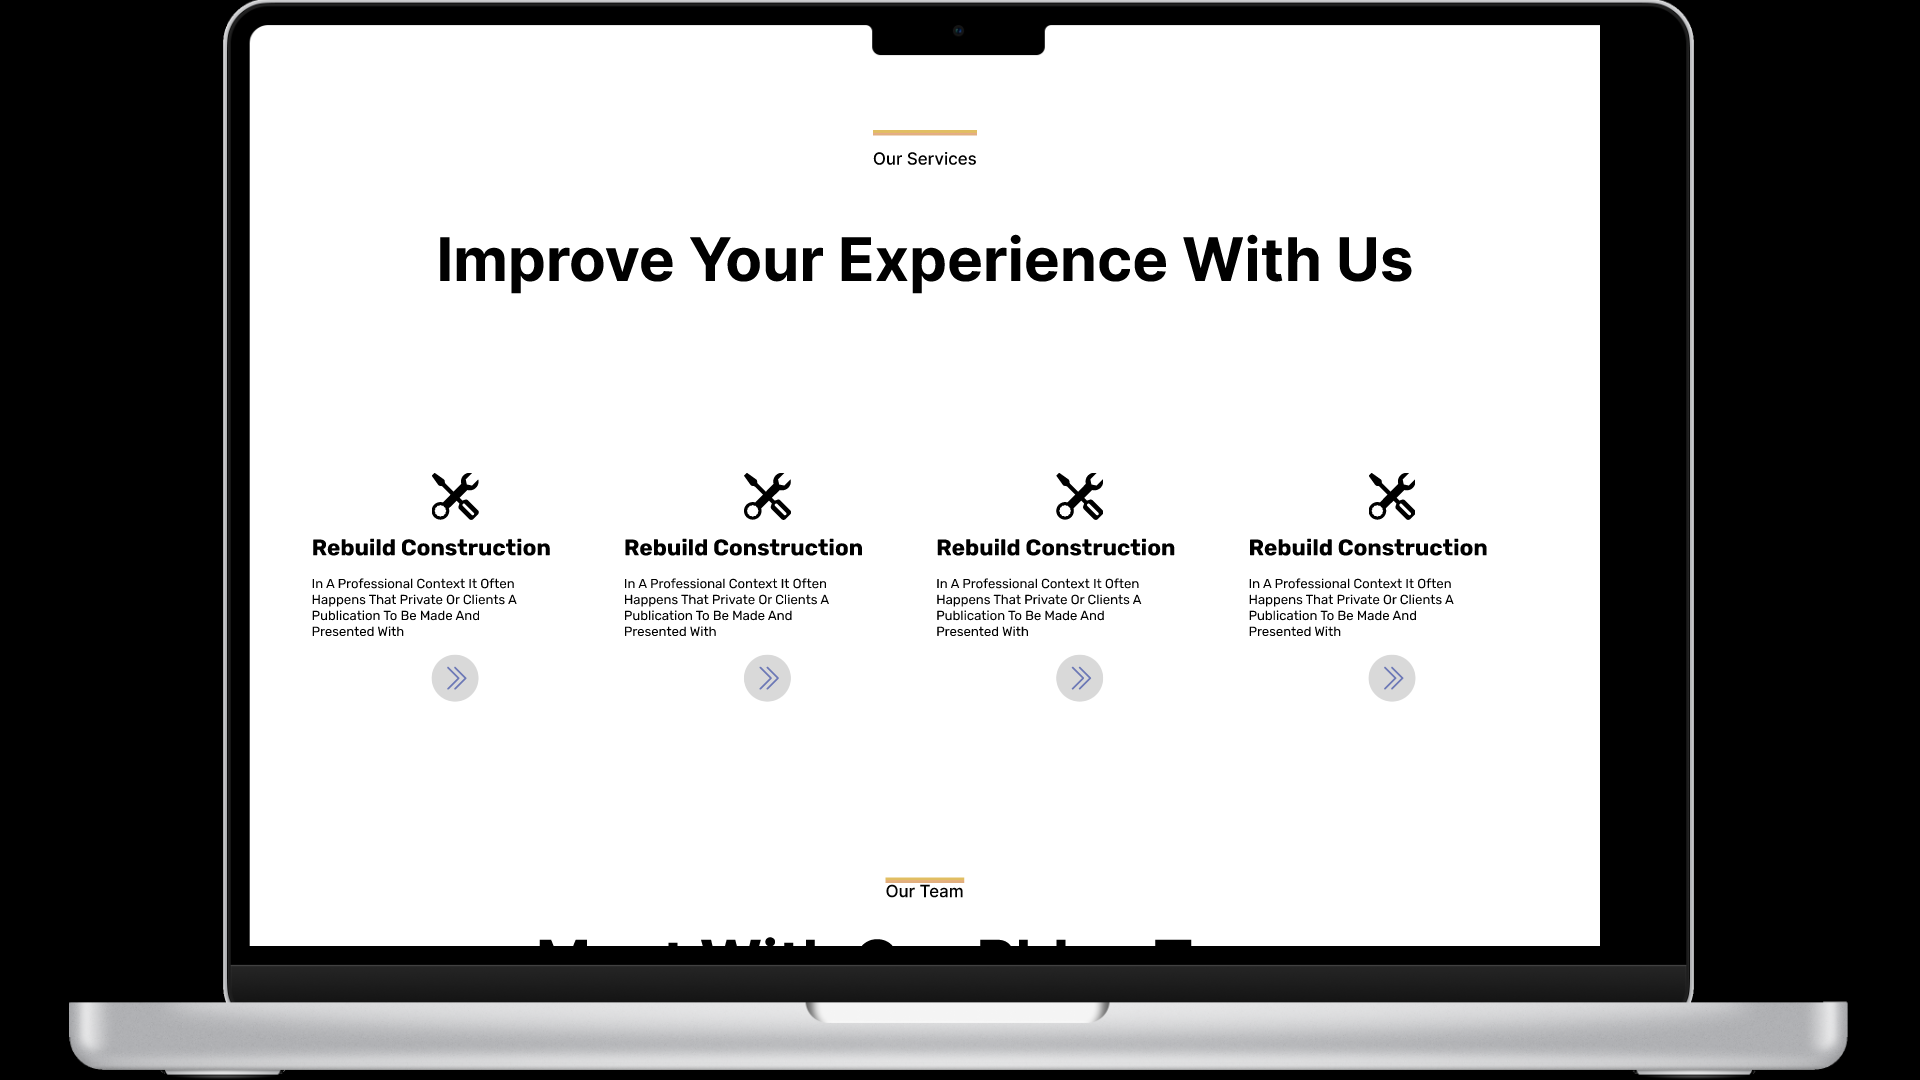 Our Services
Improve Your Experience With Us
Rebuild Construction
In A Professional Context It Often
Happens That Private Or Clients A
Publication To Be Made And
Presented With
Rebuild Construction
In A Professional Context It Often
Happens That Private Or Clients A
Publication To Be Made And
Presented With
Rebuild Construction
In A Professional Context It Often
Happens That Private Or Clients A
Publication To Be Made And
Presented With
Rebuild Construction
In A Professional Context It Often
Happens That Private Or Clients A
Publication To Be Made And
Presented With
Our Team